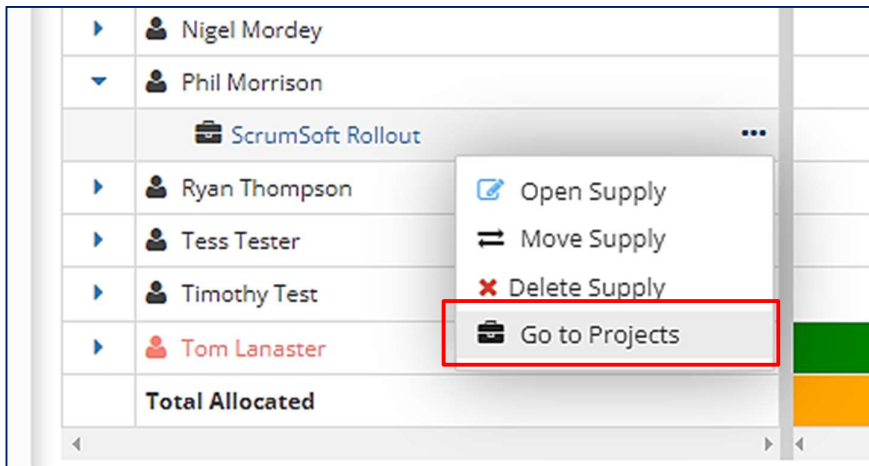 Nigel Mordey
Phil Morrison
ScrumSoft Rollout
Ryan Thompson
Open Supply
Tess Tester
Move Supply
Timothy Test
Delete Supply
Tom Lanaster
Go to Projects
Total Allocated